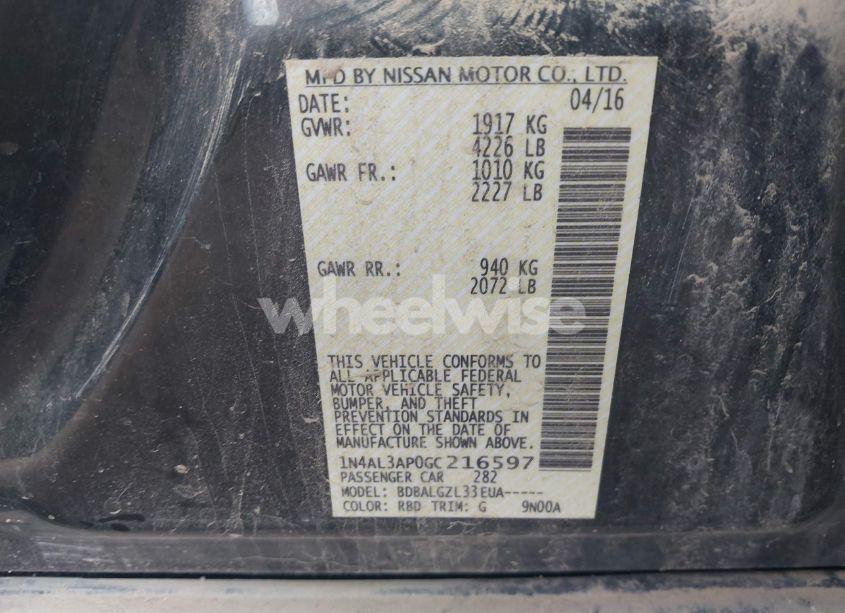 MFD BY NISSAN MOTOR CO., LTD.
DATE: 04/16
GVWR: 1917 KG
4226 LB
GAWR FR.: 1010 KG
2227 LB
GAWR RR.: 940 KG
2072 LB
wheelwise
THIS VEHICLE CONFORMS TO
ALL APPLICABLE FEDERAL
MOTOR VEHICLE SAFETY,
BUMPER, AND THEFT
PREVENTION STANDARDS IN
EFFECT ON THE DATE OF
MANUFACTURE SHOWN ABOVE.
1N4AL3AP0GC216597
PASSENGER CAR 282
MODEL: BDBALGZL33EUA-----
COLOR: RBD TRIM: G 9N00A